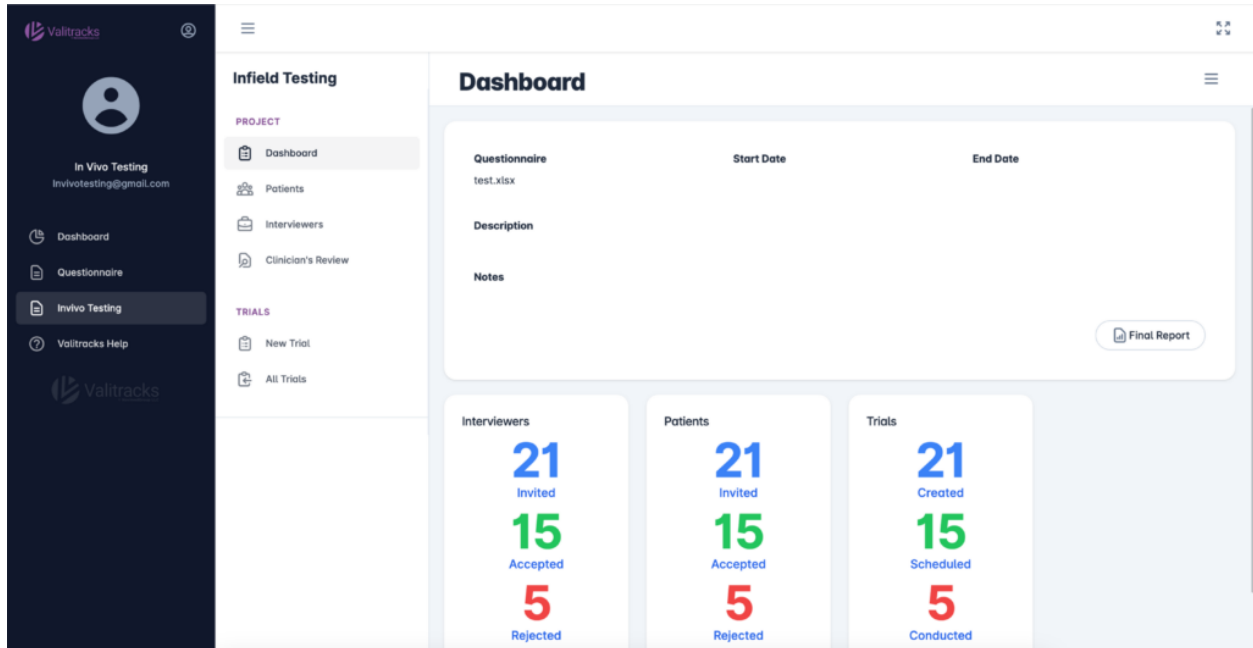 Valitracks
In Vivo Testing
Invivotesting@gmail.com
Dashboard
Questionnaire
Invivo Testing
Valitracks Help
Valitracks
Infield Testing
PROJECT
Dashboard
Patients
Interviewers
Clinician's Review
TRIALS
New Trial
All Trials
Dashboard
Questionnaire Start Date End Date
test.xlsx
Description
Notes
Final Report
Interviewers
21
Invited
15
Accepted
5
Rejected
Patients
21
Invited
15
Accepted
5
Rejected
Trials
21
Created
15
Scheduled
5
Conducted